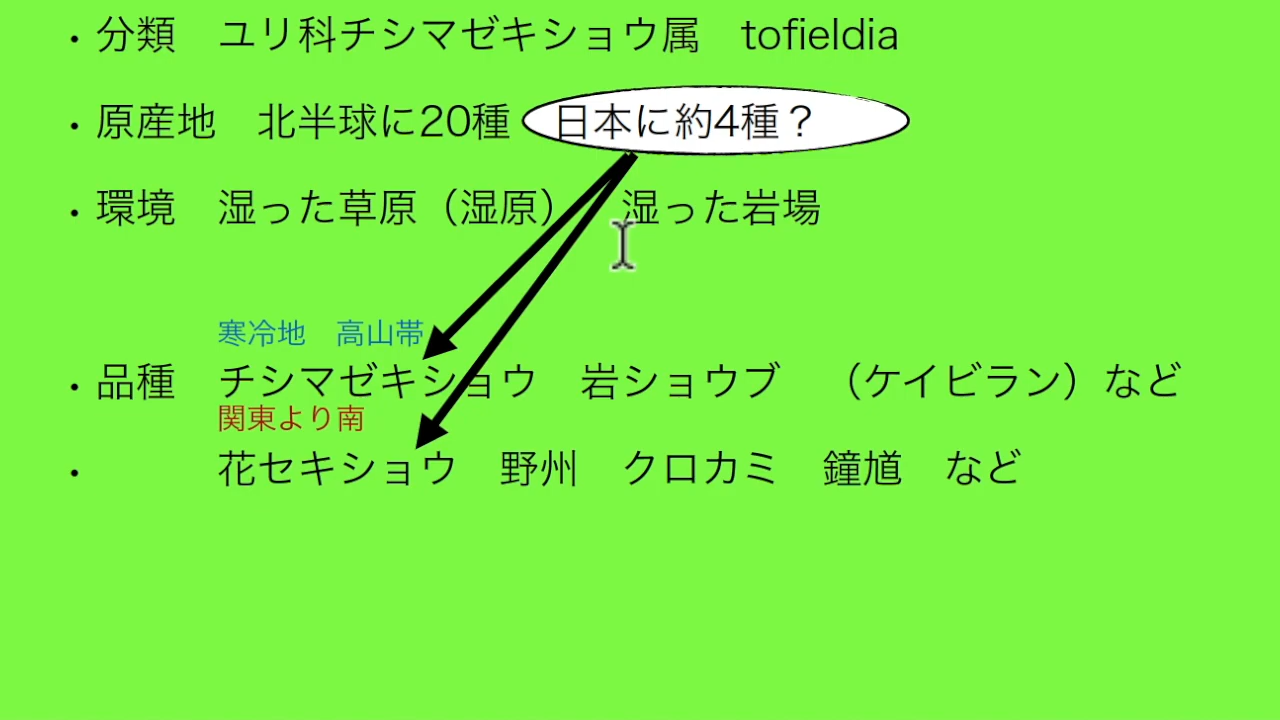 ・分類　ユリ科チシマゼキショウ属　tofieldia
・原産地　北半球に20種　日本に約4種？
・環境　湿った草原（湿原）　湿った岩場
寒冷地　高山帯
・品種　チシマゼキショウ　岩ショウブ　（ケイビラン）など
関東より南
・　　　花セキショウ　野州　クロカミ　鐘馗　など